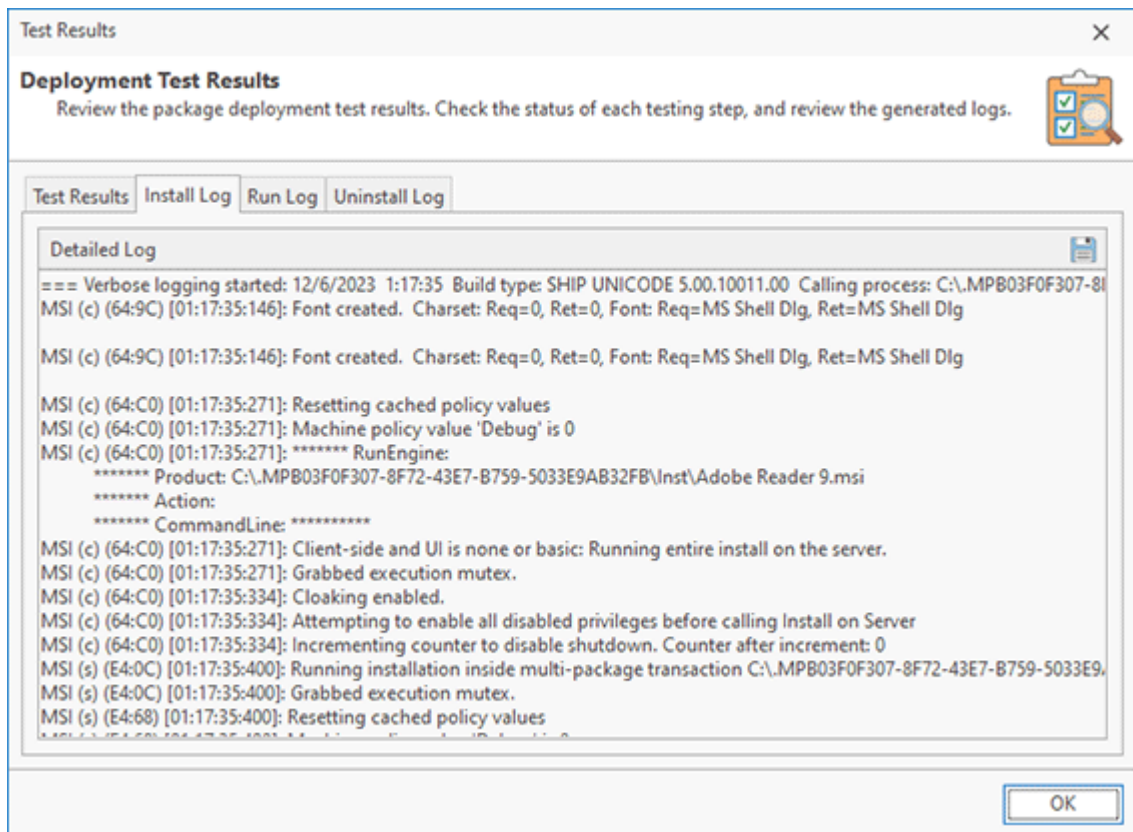 Test Results
Deployment Test Results
Review the package deployment test results. Check the status of each testing step, and review the generated logs.
Test Results Install Log Run Log Uninstall Log
Detailed Log
=== Verbose logging started: 12/6/2023  1:17:35  Build type: SHIP UNICODE 5.00.10011.00  Calling process: C:\.MPB03F0F307-8
MSI (c) (64:9C) [01:17:35:146]: Font created.  Charset: Req=0, Ret=0, Font: Req=MS Shell Dlg, Ret=MS Shell Dlg
MSI (c) (64:9C) [01:17:35:146]: Font created.  Charset: Req=0, Ret=0, Font: Req=MS Shell Dlg, Ret=MS Shell Dlg
MSI (c) (64:C0) [01:17:35:271]: Resetting cached policy values
MSI (c) (64:C0) [01:17:35:271]: Machine policy value 'Debug' is 0
MSI (c) (64:C0) [01:17:35:271]: ******* RunEngine:
******* Product: C:\.MPB03F0F307-8F72-43E7-B759-5033E9AB32FB\Inst\Adobe Reader 9.msi
******* Action:
******* CommandLine: **********
MSI (c) (64:C0) [01:17:35:271]: Client-side and UI is none or basic: Running entire install on the server.
MSI (c) (64:C0) [01:17:35:271]: Grabbed execution mutex.
MSI (c) (64:C0) [01:17:35:334]: Cloaking enabled.
MSI (c) (64:C0) [01:17:35:334]: Attempting to enable all disabled privileges before calling Install on Server
MSI (c) (64:C0) [01:17:35:334]: Incrementing counter to disable shutdown. Counter after increment: 0
MSI (s) (E4:0C) [01:17:35:400]: Running installation inside multi-package transaction C:\.MPB03F0F307-8F72-43E7-B759-5033E9
MSI (s) (E4:0C) [01:17:35:400]: Grabbed execution mutex.
MSI (s) (E4:68) [01:17:35:400]: Resetting cached policy values
OK